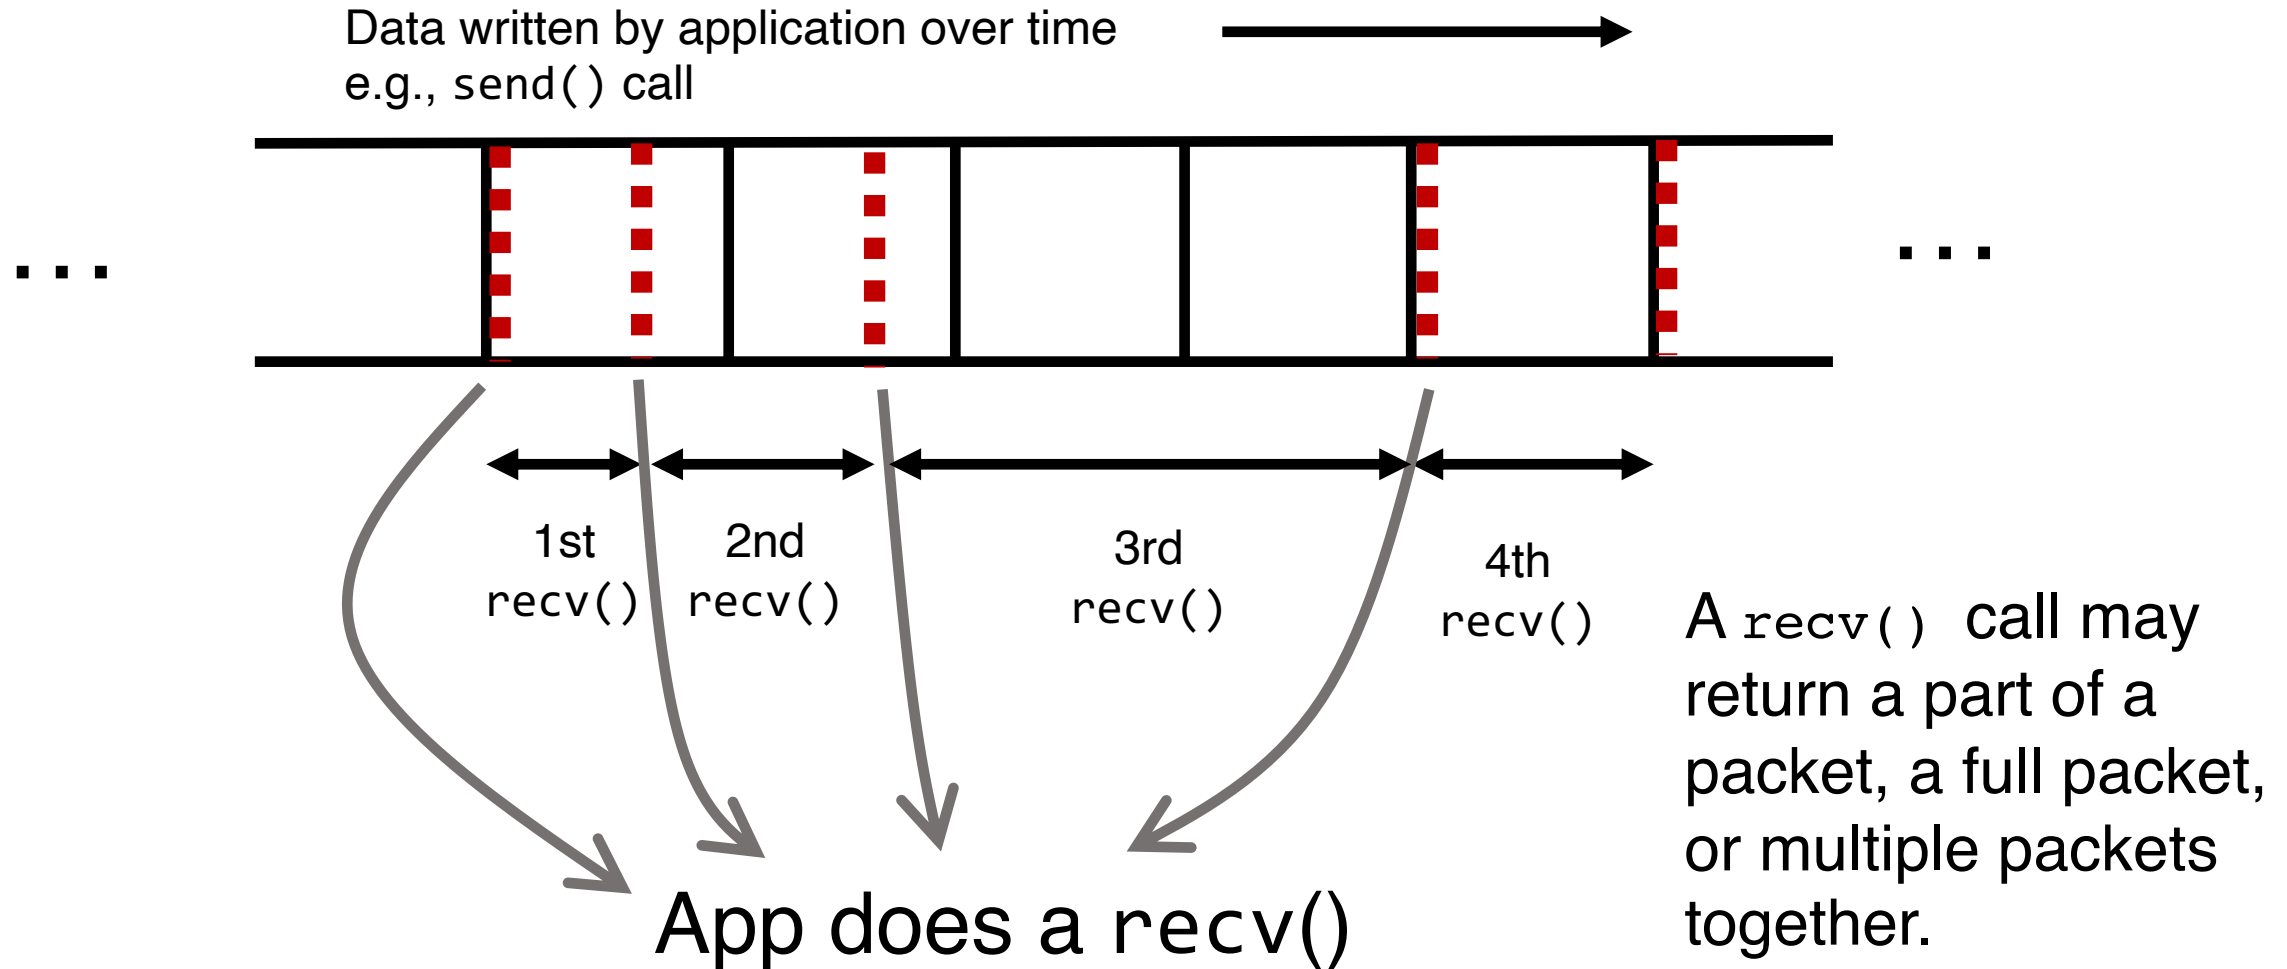 Data written by application over time
e.g., send() call
...
...
1st
recv()
2nd
recv()
3rd
recv()
4th
recv()
A recv() call may
return a part of a
packet, a full packet,
or multiple packets
together.
App does a recv()